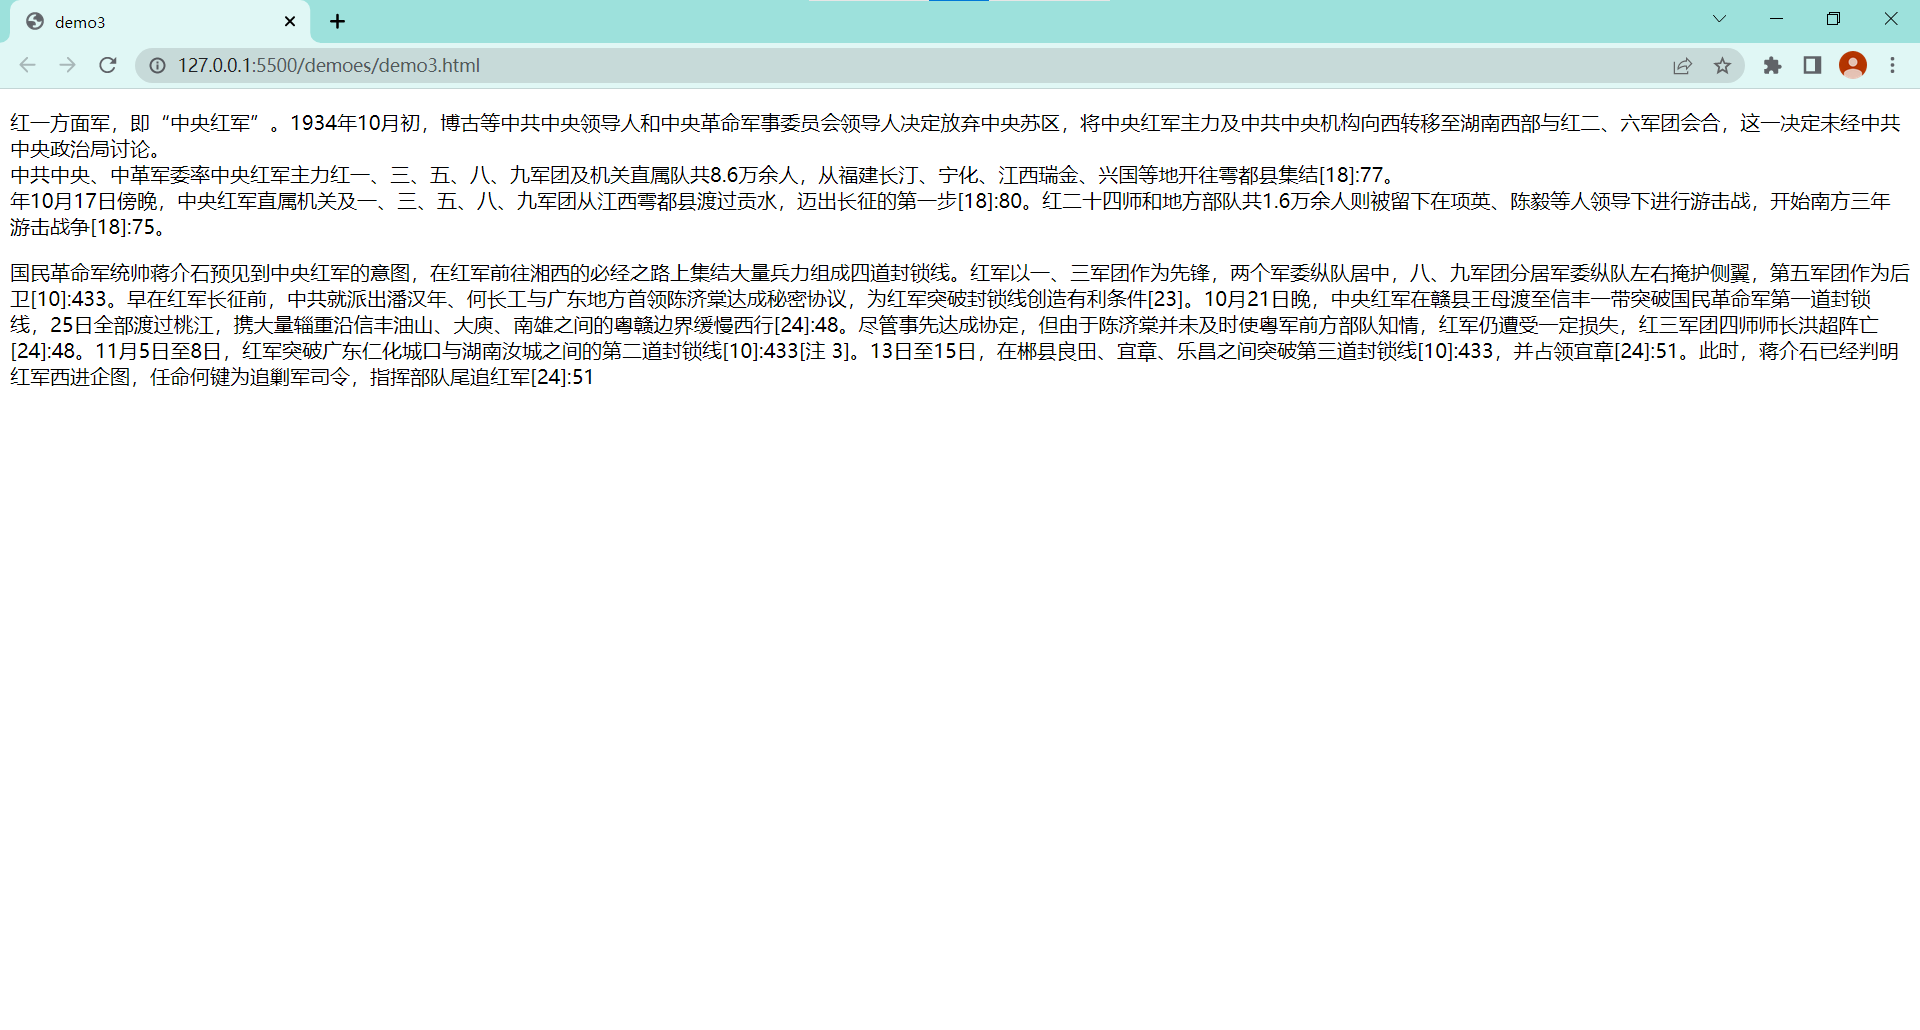 demo3
127.0.0.1:5500/demoes/demo3.html
红一方面军，即“中央红军”。1934年10月初，博古等中共中央领导人和中央革命军事委员会领导人决定放弃中央苏区，将中央红军主力及中共中央机构向西转移至湖南西部与红二、六军团会合，这一决定未经中共
中央政治局讨论。
中共中央、中革军委率中央红军主力红一、三、五、八、九军团及机关直属队共8.6万余人，从福建长汀、宁化、江西瑞金、兴国等地开往雩都县集结[18]:77。
年10月17日傍晚，中央红军直属机关及一、三、五、八、九军团从江西雩都县渡过贡水，迈出长征的第一步[18]:80。红二十四师和地方部队共1.6万余人则被留下在项英、陈毅等人领导下进行游击战，开始南方三年
游击战争[18]:75。
国民革命军统帅蒋介石预见到中央红军的意图，在红军前往湘西的必经之路上集结大量兵力组成四道封锁线。红军以一、三军团作为先锋，两个军委纵队居中，八、九军团分居军委纵队左右掩护侧翼，第五军团作为后
卫[10]:433。早在红军长征前，中共就派出潘汉年、何长工与广东地方首领陈济棠达成秘密协议，为红军突破封锁线创造有利条件[23]。10月21日晚，中央红军在赣县王母渡至信丰一带突破国民革命军第一道封锁
线，25日全部渡过桃江，携大量辎重沿信丰油山、大庾、南雄之间的粤赣边界缓慢西行[24]:48。尽管事先达成协定，但由于陈济棠并未及时使粤军前方部队知情，红军仍遭受一定损失，红三军团四师师长洪超阵亡
[24]:48。11月5日至8日，红军突破广东仁化城口与湖南汝城之间的第二道封锁线[10]:433[注 3]。13日至15日，在郴县良田、宜章、乐昌之间突破第三道封锁线[10]:433，并占领宜章[24]:51。此时，蒋介石已经判明
红军西进企图，任命何键为追剿军司令，指挥部队尾追红军[24]:51